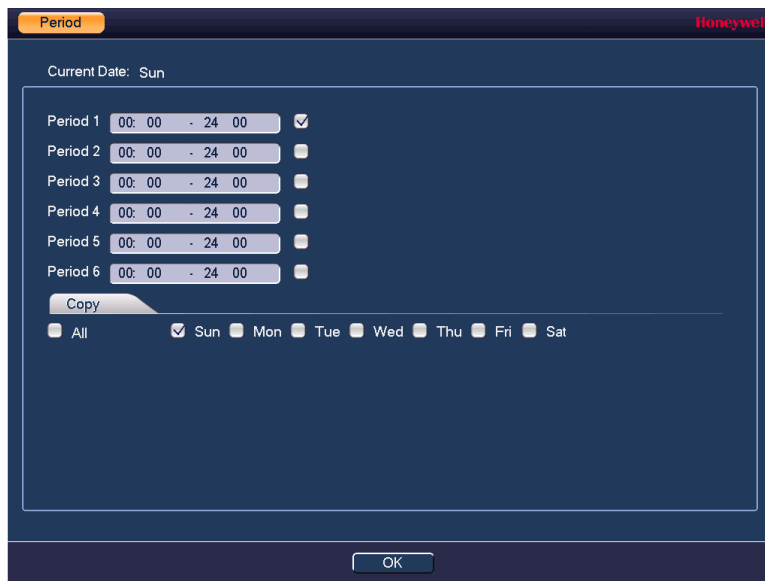 Period Honeywell
Current Date: Sun
Period 1 00: 00 - 24 00
Period 2 00: 00 - 24 00
Period 3 00: 00 - 24 00
Period 4 00: 00 - 24 00
Period 5 00: 00 - 24 00
Period 6 00: 00 - 24 00
Copy
All Sun Mon Tue Wed Thu Fri Sat
OK